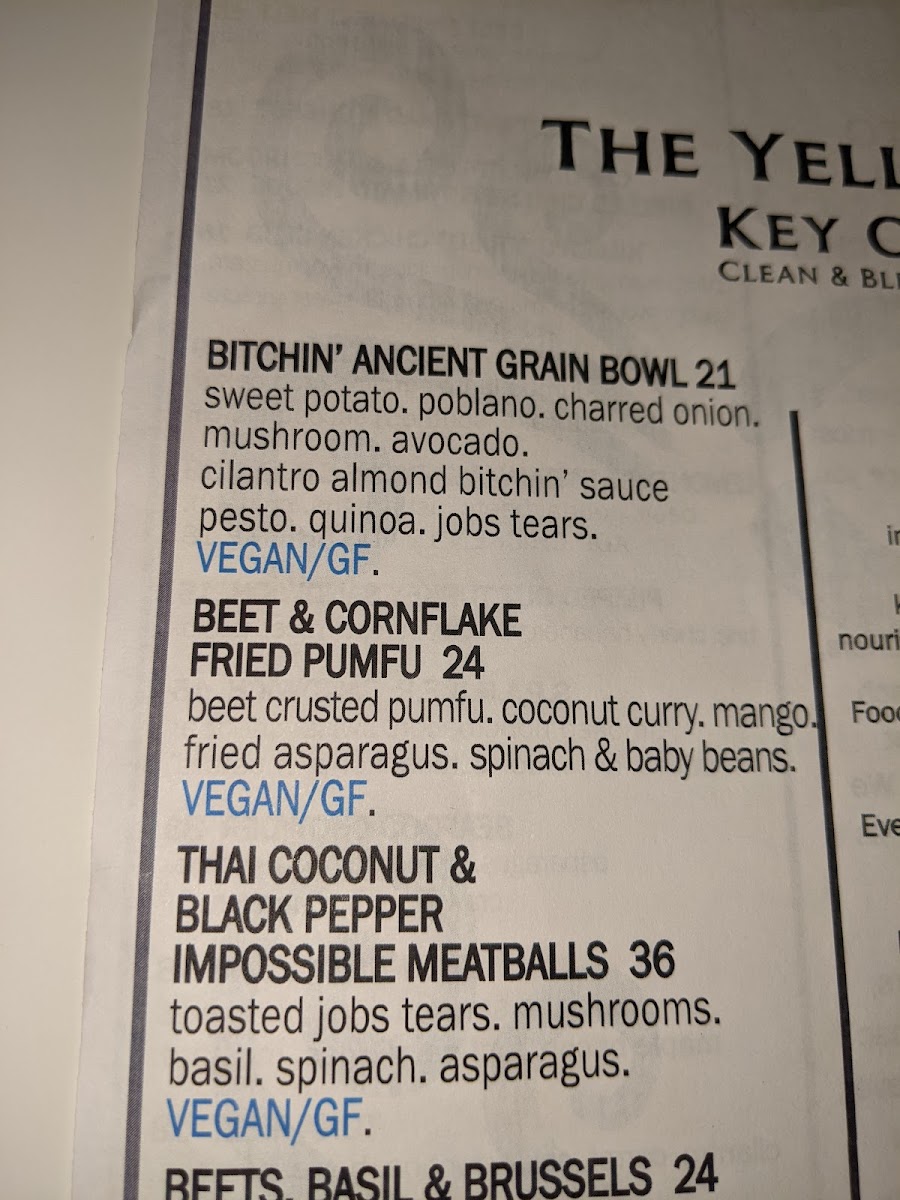 THE YELL
KEY
CLEAN & BL
BITCHIN' ANCIENT GRAIN BOWL 21
sweet potato. poblano. charred onion.
mushroom. avocado.
cilantro almond bitchin' sauce
pesto. quinoa. jobs tears.
VEGAN/GF.
BEET & CORNFLAKE
FRIED PUMFU 24
beet crusted pumfu. coconut curry. mango.
fried asparagus. spinach & baby beans.
VEGAN/GF.
THAI COCONUT &
BLACK PEPPER
IMPOSSIBLE MEATBALLS 36
toasted jobs tears. mushrooms.
basil. spinach. asparagus.
VEGAN/GF.
BEETS, BASIL & BRUSSELS 24
nouri
Food
Eve